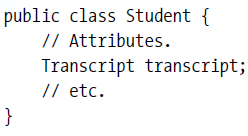 public class Student {
    // Attributes.
    Transcript transcript;
    // etc.
}